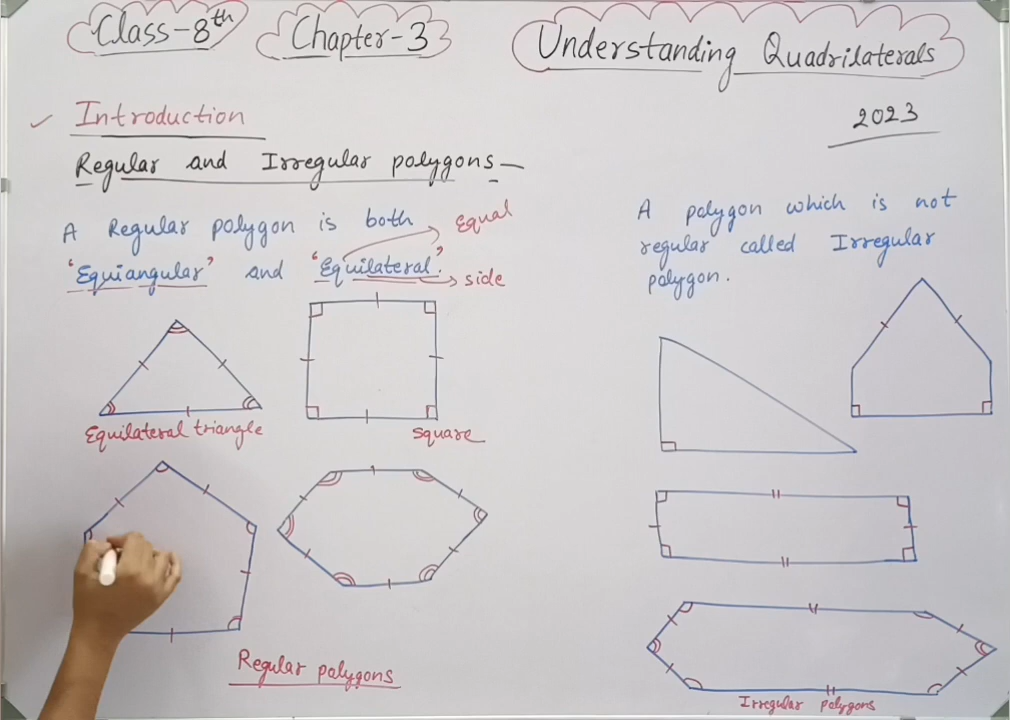 Class-8th Chapter-3 Understanding Quadrilaterals
Introduction
2023
Regular and Irregular polygons-
A Regular polygon is both
'Equiangular' and 'Equilateral'.
Equal
side
A polygon which is not
regular called Irregular
polygon.
Equilateral triangle
Square
Regular polygons
Irregular polygons